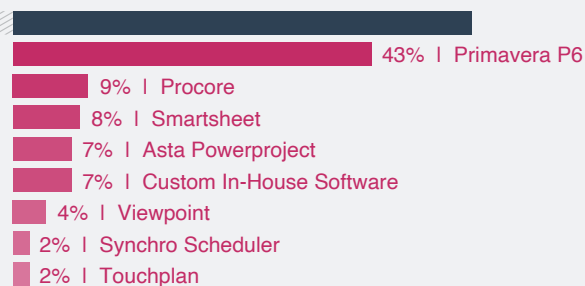 43% | Primavera P6
9% | Procore
8% | Smartsheet
7% | Asta Powerproject
7% | Custom In-House Software
4% | Viewpoint
2% | Synchro Scheduler
2% | Touchplan